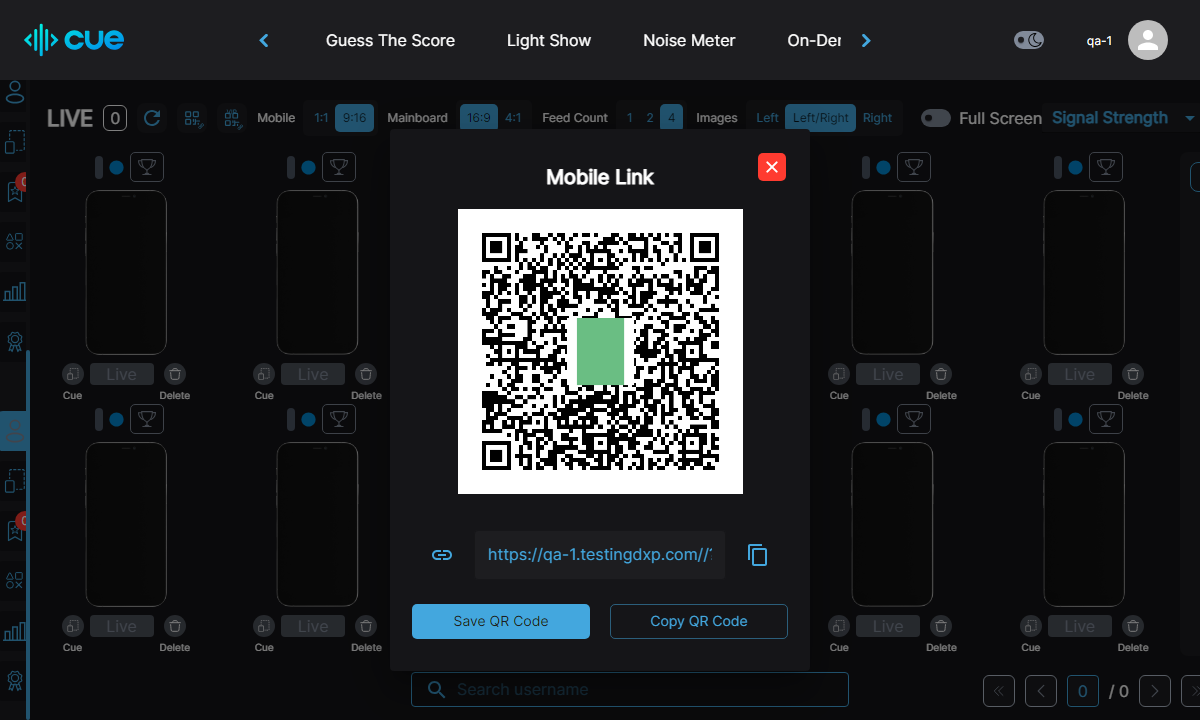 cue
Guess The Score
Light Show
Noise Meter
On-Der
qa-1
LIVE 0
Mobile 1:1 9:16
Mainboard 16:9 4:1
Feed Count 1 2 4
Images Left Left/Right Right
Full Screen
Signal Strength
Mobile Link
https://qa-1.testingdxp.com//
Save QR Code
Copy QR Code
Live
Cue Delete
Live
Cue Delete
Live
Cue Delete
Live
Cue Delete
Live
Cue Delete
Live
Cue Delete
Live
Cue Delete
Live
Cue Delete
Search username
0 / 0